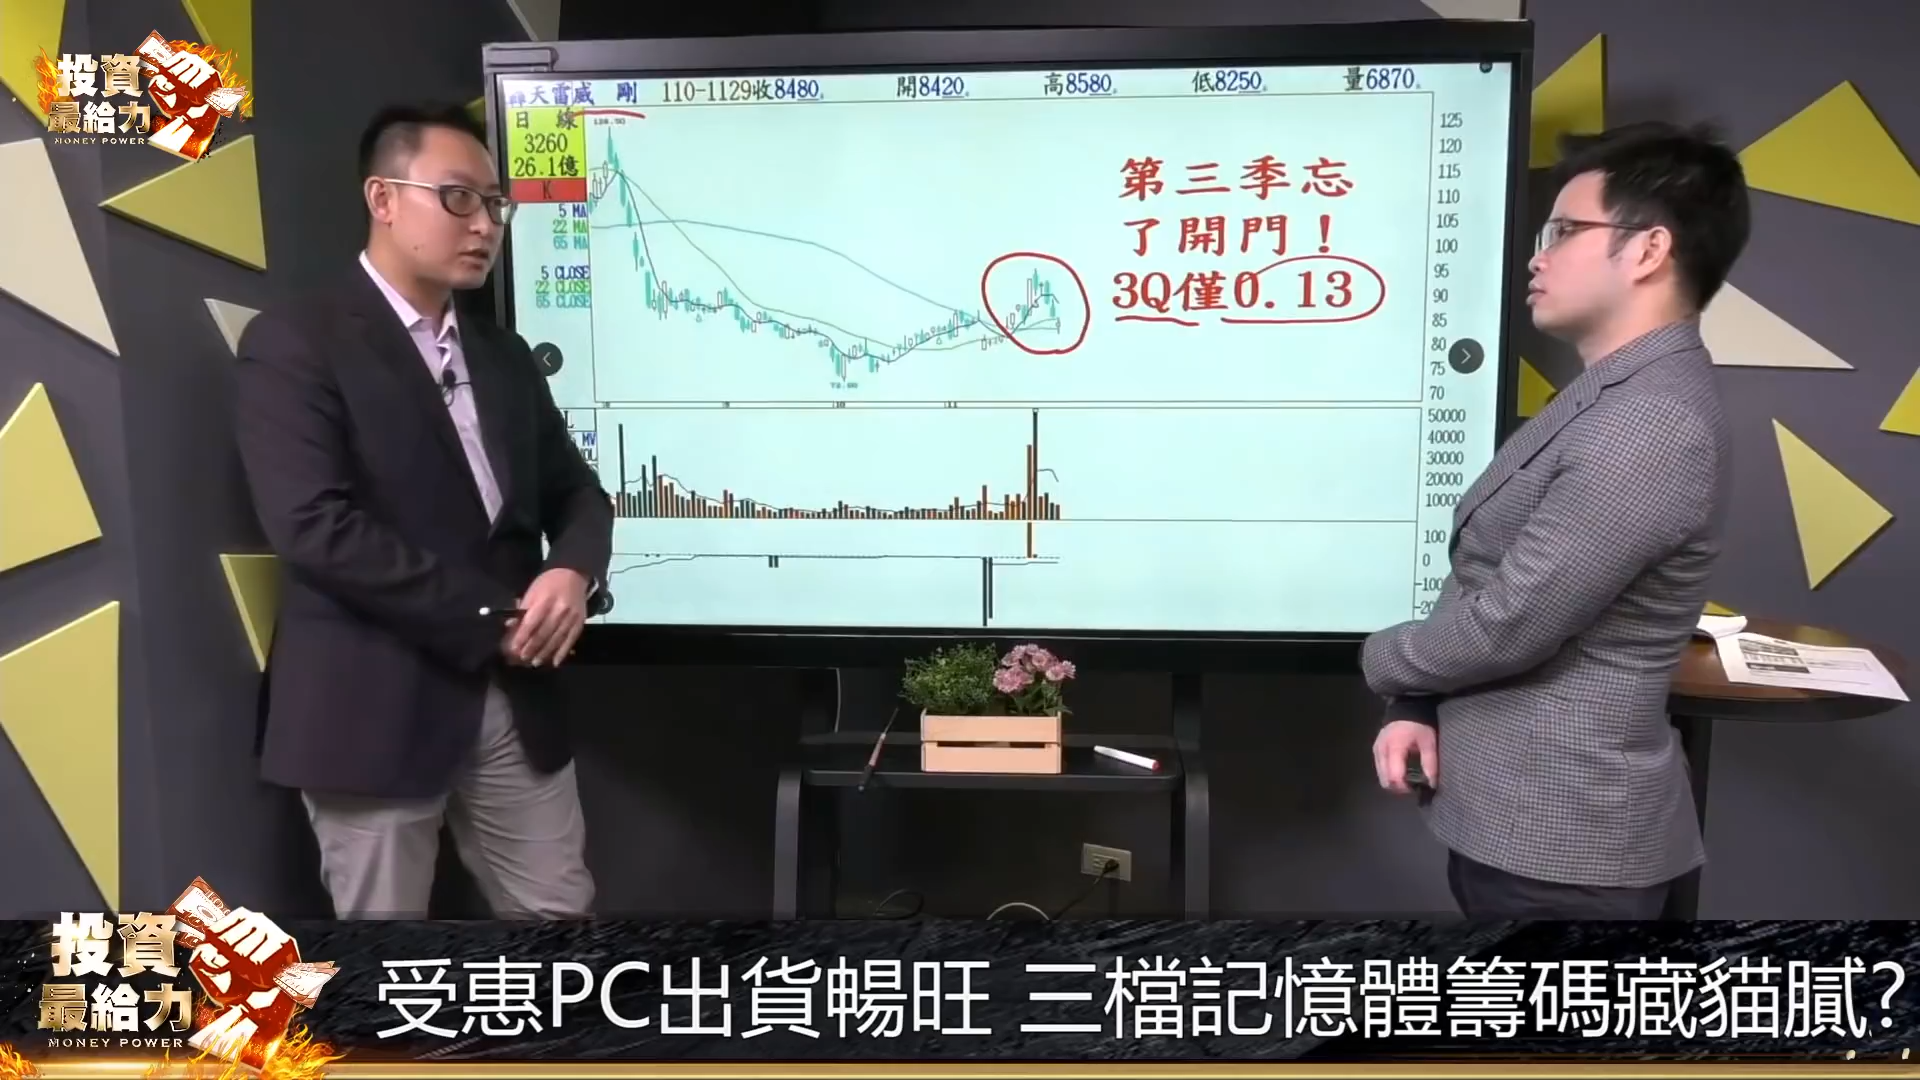 投資
最給力
MONEY POWER
天雷威 剛 110-1129收8480 開8420 高8580 低8250 量6870
日 線
3260
26.1億
K
5 MA
22 MA
65 MA
5 CLOSE
22 CLOSE
65 CLOSE
125
120
115
110
105
100
95
90
85
80
75
70
第三季忘
了開門！
3Q僅0.13
10
11
MV
50000
40000
30000
20000
10000
100
0
-100
投資
最給力
MONEY POWER
受惠PC出貨暢旺 三檔記憶體籌碼藏貓膩?